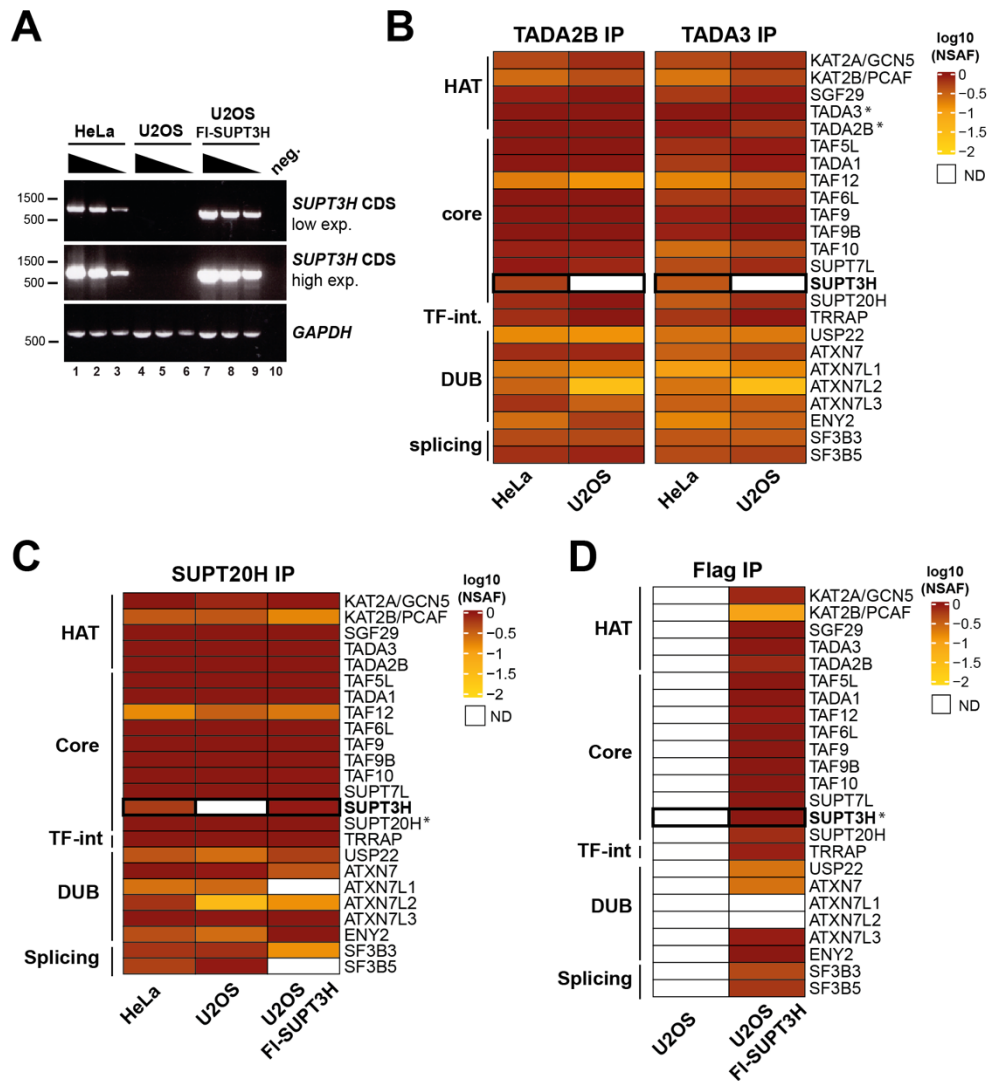 A
HeLa
U2OS
U2OS
FI-SUPT3H
neg.
1500
500
SUPT3H CDS
low exp.
1500
500
SUPT3H CDS
high exp.
500
GAPDH
1 2 3 4 5 6 7 8 9 10
B
TADA2B IP
TADA3 IP
log10
(NSAF)
0
−0.5
−1
−1.5
−2
ND
HAT
core
TF-int.
DUB
splicing
KAT2A/GCN5
KAT2B/PCAF
SGF29
TADA3*
TADA2B*
TAF5L
TADA1
TAF12
TAF6L
TAF9
TAF9B
TAF10
SUPT7L
SUPT3H
SUPT20H
TRRAP
USP22
ATXN7
ATXN7L1
ATXN7L2
ATXN7L3
ENY2
SF3B3
SF3B5
HeLa
U2OS
HeLa
U2OS
C
SUPT20H IP
log10
(NSAF)
0
−0.5
−1
−1.5
−2
ND
HAT
Core
TF-int
DUB
Splicing
KAT2A/GCN5
KAT2B/PCAF
SGF29
TADA3
TADA2B
TAF5L
TADA1
TAF12
TAF6L
TAF9
TAF9B
TAF10
SUPT7L
SUPT3H
SUPT20H*
TRRAP
USP22
ATXN7
ATXN7L1
ATXN7L2
ATXN7L3
ENY2
SF3B3
SF3B5
HeLa
U2OS
U2OS
FI-SUPT3H
D
Flag IP
log10
(NSAF)
0
−0.5
−1
−1.5
−2
ND
HAT
Core
TF-int
DUB
Splicing
KAT2A/GCN5
KAT2B/PCAF
SGF29
TADA3
TADA2B
TAF5L
TADA1
TAF12
TAF6L
TAF9
TAF9B
TAF10
SUPT7L
SUPT3H*
SUPT20H
TRRAP
USP22
ATXN7
ATXN7L1
ATXN7L2
ATXN7L3
ENY2
SF3B3
SF3B5
U2OS
U2OS
FI-SUPT3H